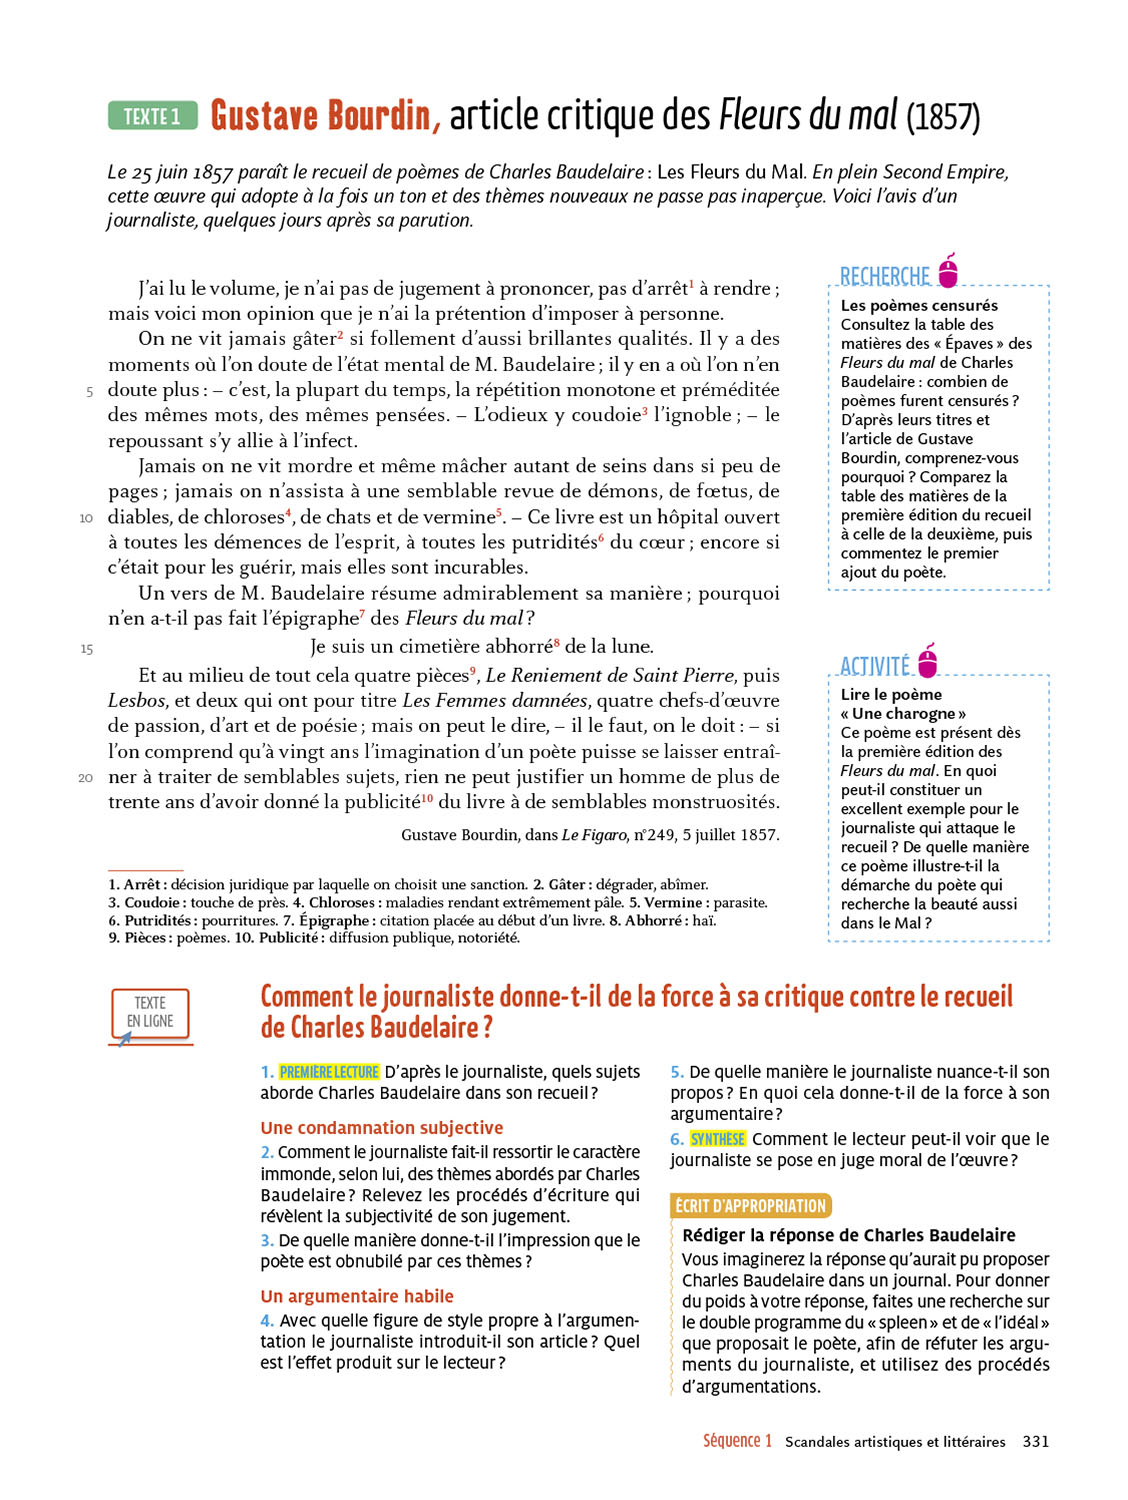 TEXTE 1 Gustave Bourdin, article critique des Fleurs du mal (1857)
Le 25 juin 1857 paraît le recueil de poèmes de Charles Baudelaire : Les Fleurs du Mal. En plein Second Empire,
cette œuvre qui adopte à la fois un ton et des thèmes nouveaux ne passe pas inaperçue. Voici l'avis d'un
journaliste, quelques jours après sa parution.
J'ai lu le volume, je n'ai pas de jugement à prononcer, pas d'arrêt1 à rendre ;
mais voici mon opinion que je n'ai la prétention d'imposer à personne.
On ne vit jamais gâter2 si follement d'aussi brillantes qualités. Il y a des
moments où l'on doute de l'état mental de M. Baudelaire ; il y en a où l'on n'en
5 doute plus : – c'est, la plupart du temps, la répétition monotone et préméditée
des mêmes mots, des mêmes pensées. – L'odieux y coudoie3 l'ignoble ; – le
repoussant s'y allie à l'infect.
Jamais on ne vit mordre et même mâcher autant de seins dans si peu de
pages ; jamais on n'assista à une semblable revue de démons, de fœtus, de
10 diables, de chloroses4, de chats et de vermine5. – Ce livre est un hôpital ouvert
à toutes les démences de l'esprit, à toutes les putridités6 du cœur ; encore si
c'était pour les guérir, mais elles sont incurables.
Un vers de M. Baudelaire résume admirablement sa manière ; pourquoi
n'en a-t-il pas fait l'épigraphe7 des Fleurs du mal ?
15 Je suis un cimetière abhorré8 de la lune.
Et au milieu de tout cela quatre pièces9, Le Reniement de Saint Pierre, puis
Lesbos, et deux qui ont pour titre Les Femmes damnées, quatre chefs-d'œuvre
de passion, d'art et de poésie ; mais on peut le dire, – il le faut, on le doit : – si
l'on comprend qu'à vingt ans l'imagination d'un poète puisse se laisser entraî-
20 ner à traiter de semblables sujets, rien ne peut justifier un homme de plus de
trente ans d'avoir donné la publicité10 du livre à de semblables monstruosités.
Gustave Bourdin, dans Le Figaro, n°249, 5 juillet 1857.
1. Arrêt : décision juridique par laquelle on choisit une sanction. 2. Gâter : dégrader, abîmer.
3. Coudoie : touche de près. 4. Chloroses : maladies rendant extrêmement pâle. 5. Vermine : parasite.
6. Putridités : pourritures. 7. Épigraphe : citation placée au début d'un livre. 8. Abhorré : haï.
9. Pièces : poèmes. 10. Publicité : diffusion publique, notoriété.
RECHERCHE
Les poèmes censurés
Consultez la table des
matières des « Épaves » des
Fleurs du mal de Charles
Baudelaire : combien de
poèmes furent censurés ?
D'après leurs titres et
l'article de Gustave
Bourdin, comprenez-vous
pourquoi ? Comparez la
table des matières de la
première édition du recueil
à celle de la deuxième, puis
commentez le premier
ajout du poète.
ACTIVITÉ
Lire le poème
« Une charogne »
Ce poème est présent dès
la première édition des
Fleurs du mal. En quoi
peut-il constituer un
excellent exemple pour le
journaliste qui attaque le
recueil ? De quelle manière
ce poème illustre-t-il la
démarche du poète qui
recherche la beauté aussi
dans le Mal ?
TEXTE
EN LIGNE
Comment le journaliste donne-t-il de la force à sa critique contre le recueil
de Charles Baudelaire ?
1. PREMIÈRE LECTURE D'après le journaliste, quels sujets
aborde Charles Baudelaire dans son recueil ?
Une condamnation subjective
2. Comment le journaliste fait-il ressortir le caractère
immonde, selon lui, des thèmes abordés par Charles
Baudelaire ? Relevez les procédés d'écriture qui
révèlent la subjectivité de son jugement.
3. De quelle manière donne-t-il l'impression que le
poète est obnubilé par ces thèmes ?
Un argumentaire habile
4. Avec quelle figure de style propre à l'argumen-
tation le journaliste introduit-il son article ? Quel
est l'effet produit sur le lecteur ?
5. De quelle manière le journaliste nuance-t-il son
propos ? En quoi cela donne-t-il de la force à son
argumentaire ?
6. SYNTHÈSE Comment le lecteur peut-il voir que le
journaliste se pose en juge moral de l'œuvre ?
ÉCRIT D'APPROPRIATION
Rédiger la réponse de Charles Baudelaire
Vous imaginerez la réponse qu'aurait pu proposer
Charles Baudelaire dans un journal. Pour donner
du poids à votre réponse, faites une recherche sur
le double programme du « spleen » et de « l'idéal »
que proposait le poète, afin de réfuter les argu-
ments du journaliste, et utilisez des procédés
d'argumentations.
Séquence 1 Scandales artistiques et littéraires 331